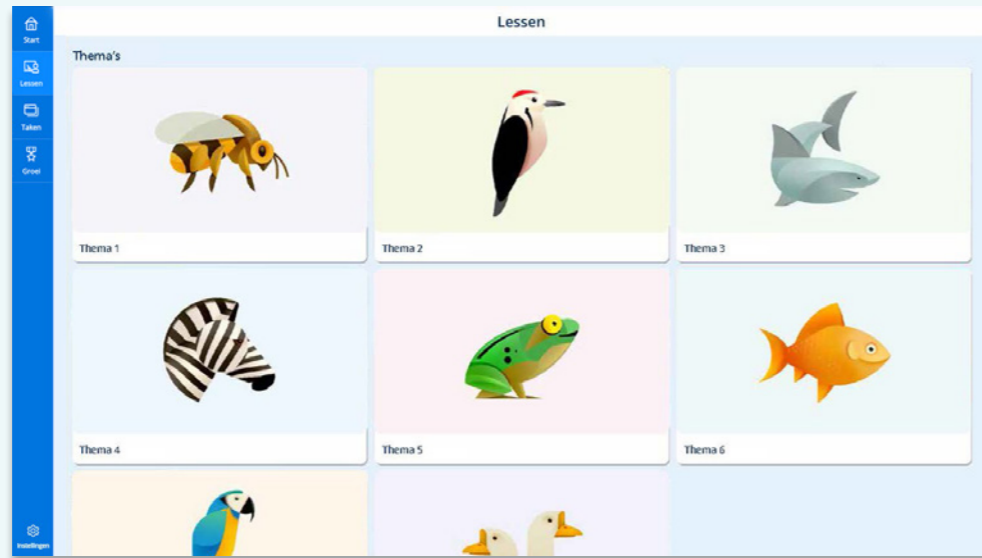 Lessen
Start
Lessen
Taken
Groei
Instellingen
Thema's
Thema 1
Thema 2
Thema 3
Thema 4
Thema 5
Thema 6